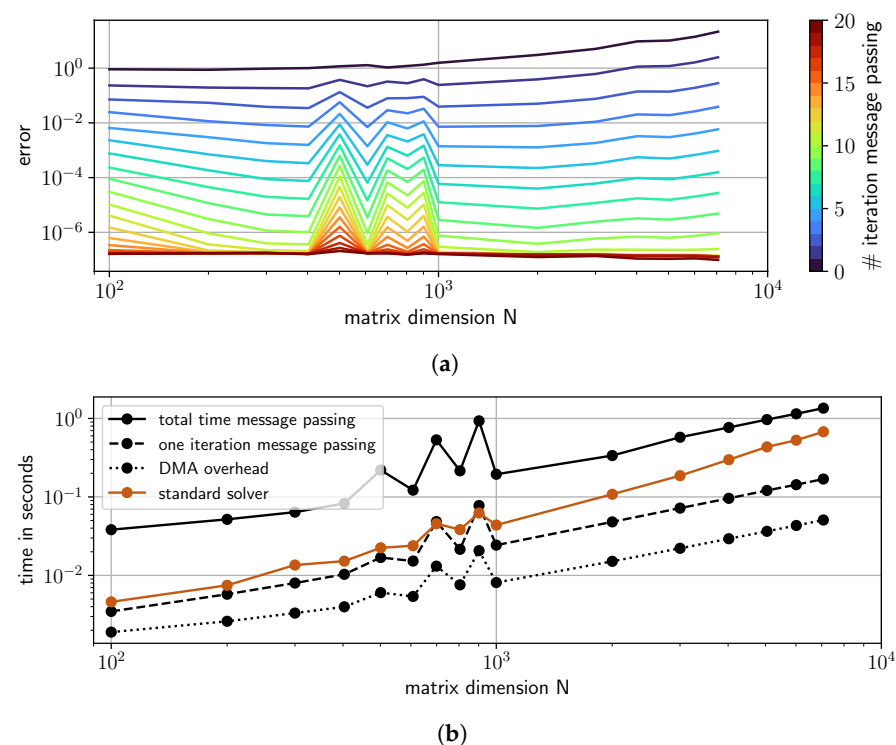 error
10^0
10^-2
10^-4
10^-6
10^2
10^3
10^4
matrix dimension N
20
15
10
5
0
# iteration message passing
(a)
time in seconds
10^0
10^-1
10^-2
total time message passing
one iteration message passing
DMA overhead
standard solver
10^2
10^3
10^4
matrix dimension N
(b)